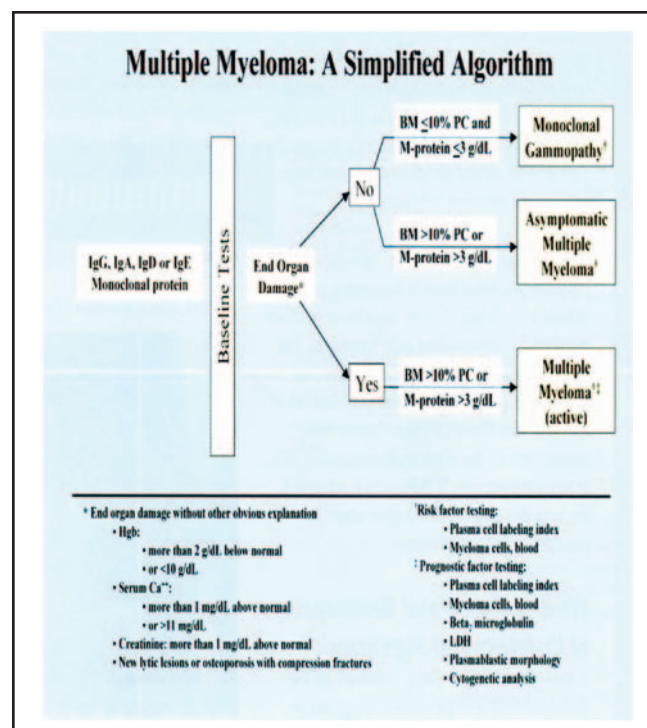 Multiple Myeloma: A Simplified Algorithm
IgG, IgA, IgD or IgE
Monoclonal protein
Baseline Tests
End Organ
Damage*
No
BM ≤10% PC and
M-protein ≤3 g/dL
Monoclonal
Gammopathy†
BM >10% PC or
M-protein >3 g/dL
Asymptomatic
Multiple
Myeloma†
Yes
BM >10% PC or
M-protein >3 g/dL
Multiple
Myeloma†‡
(active)
* End organ damage without other obvious explanation
• Hgb:
• more than 2 g/dL below normal
• or <10 g/dL
• Serum Ca++:
• more than 1 mg/dL above normal
• or >11 mg/dL
• Creatinine: more than 1 mg/dL above normal
• New lytic lesions or osteoporosis with compression fractures
†Risk factor testing:
• Plasma cell labeling index
• Myeloma cells, blood
‡Prognostic factor testing:
• Plasma cell labeling index
• Myeloma cells, blood
• Beta2 microglobulin
• LDH
• Plasmablastic morphology
• Cytogenetic analysis